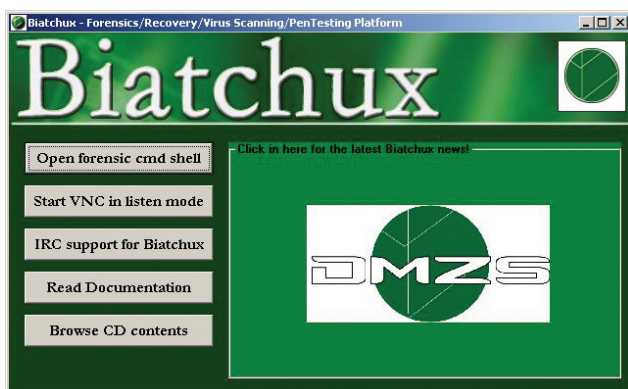 Biatchux - Forensics/Recovery/Virus Scanning/PenTesting Platform
Biatchux
Open forensic cmd shell
Start VNC in listen mode
IRC support for Biatchux
Read Documentation
Browse CD contents
Click in here for the latest Biatchux news!
DMZS